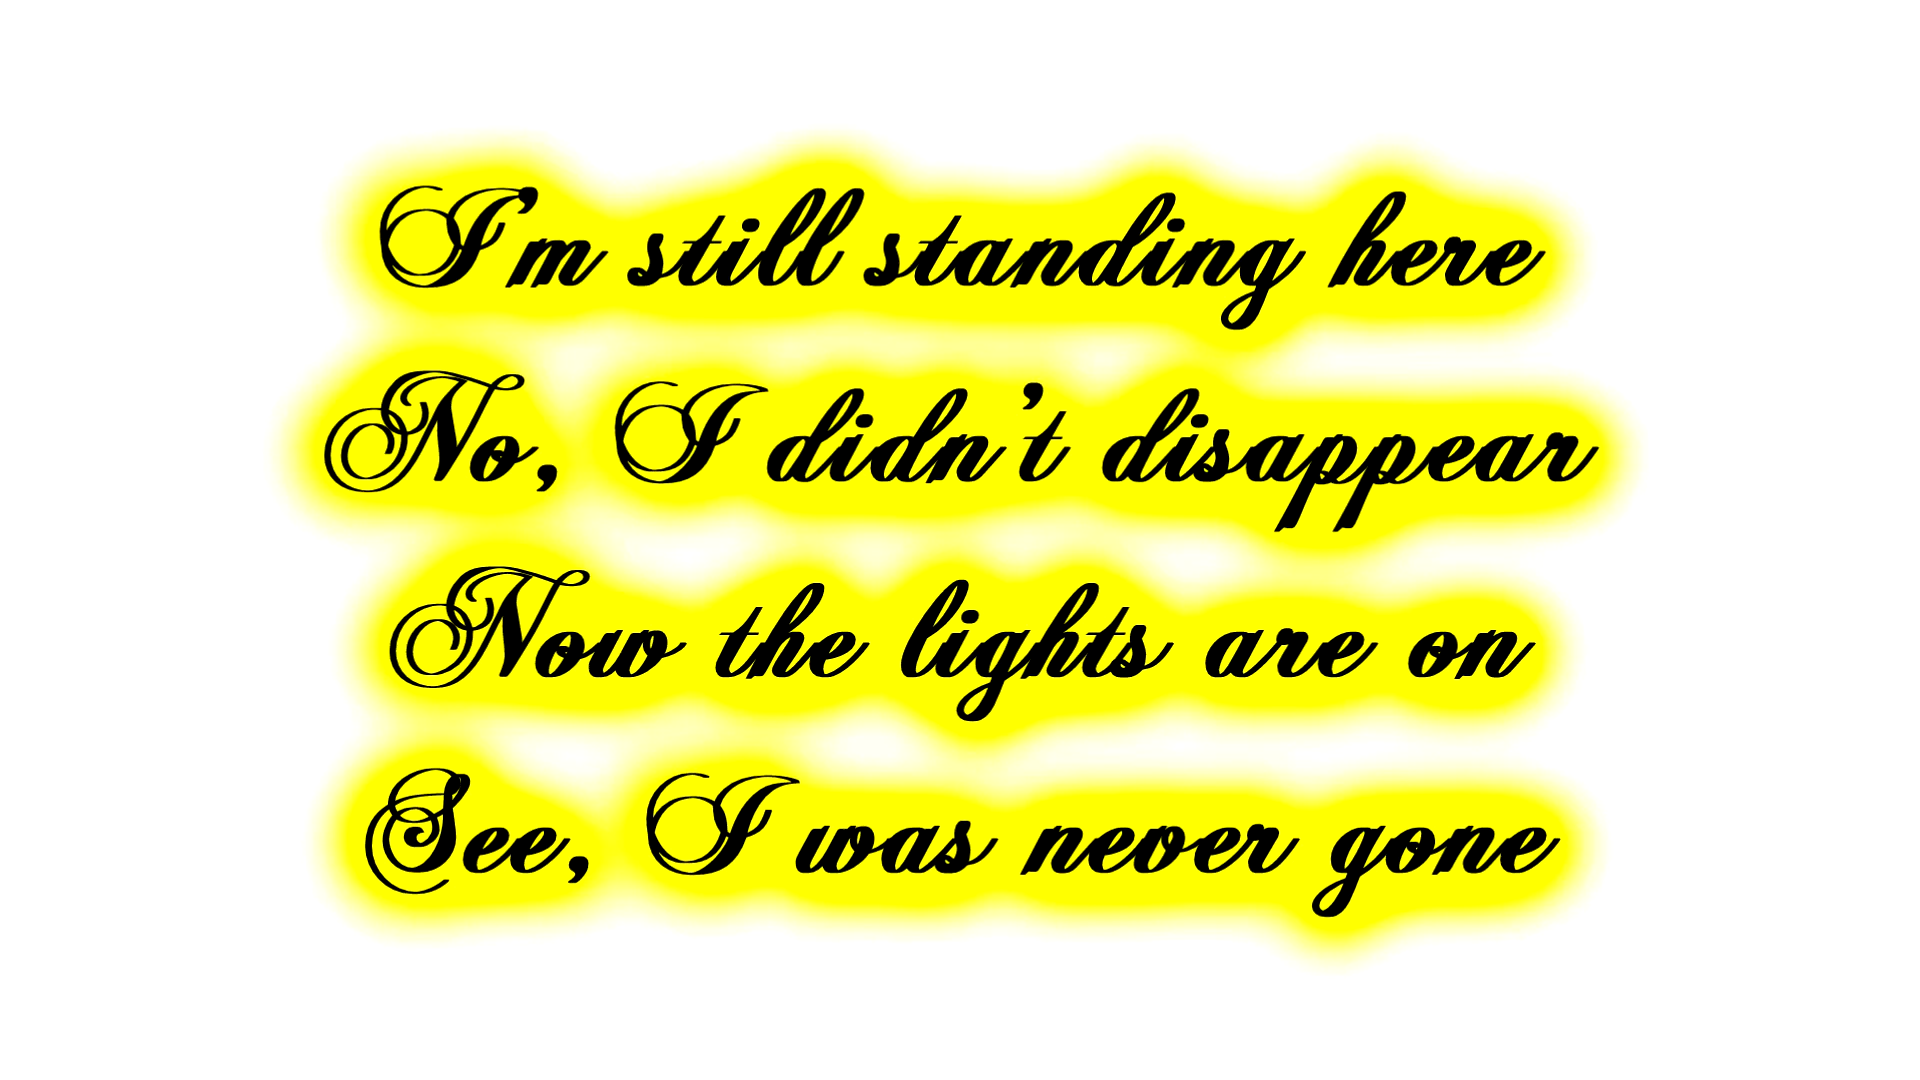 I'm still standing here
No, I didn't disappear
Now the lights are on
See, I was never gone